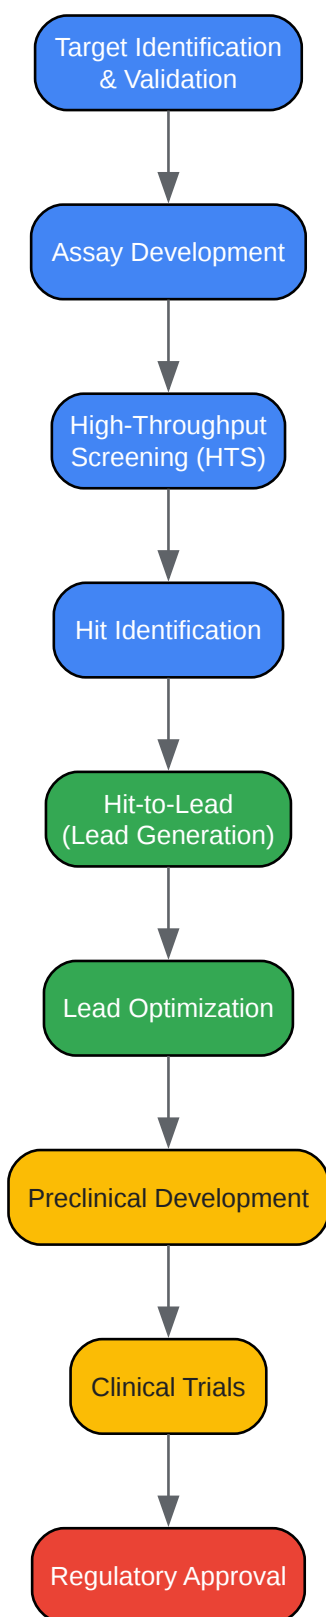 Target Identification
& Validation
Assay Development
High-Throughput
Screening (HTS)
Hit Identification
Hit-to-Lead
(Lead Generation)
Lead Optimization
Preclinical Development
Clinical Trials
Regulatory Approval